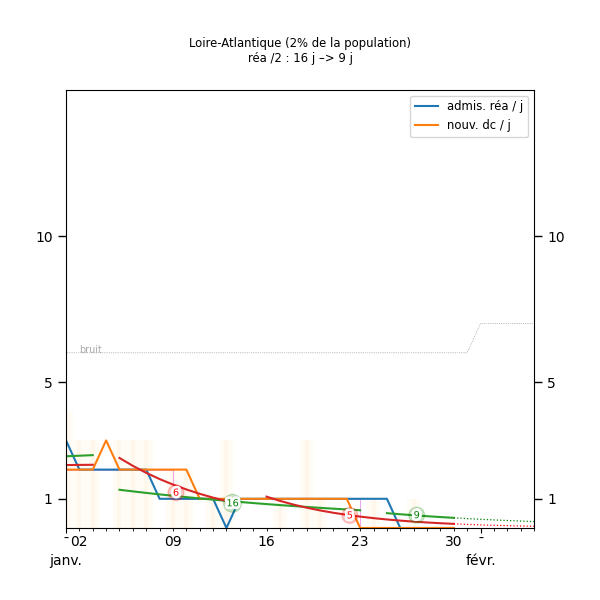 Loire-Atlantique (2% de la population)
réa /2 : 16 j –> 9 j
admis. réa / j
nouv. dc / j
10 10
bruit
5 5
6 16 5 9
1 1
02 09 16 23 30
janv. févr.